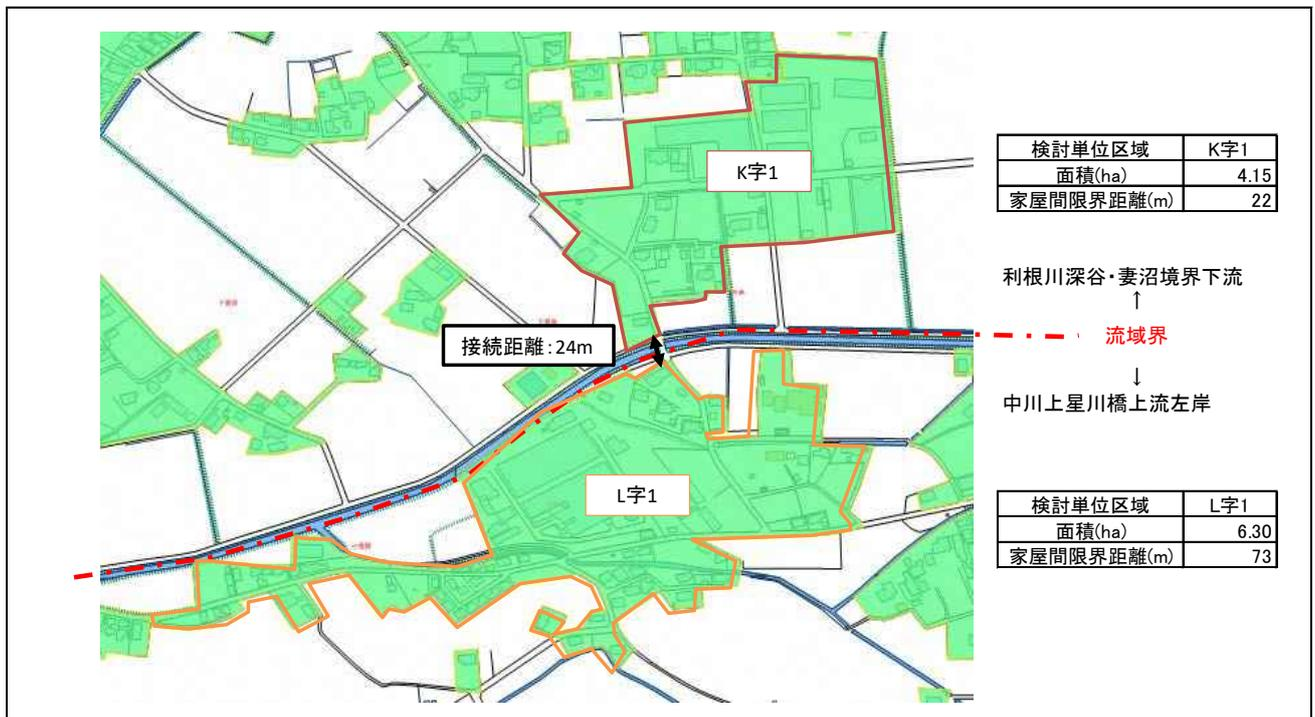 K字1
接続距離:24m
L字1
検討単位区域 K字1
面積(ha) 4.15
家屋間限界距離(m) 22
利根川深谷・妻沼境界下流
↑
流域界
↓
中川上星川橋上流左岸
検討単位区域 L字1
面積(ha) 6.30
家屋間限界距離(m) 73